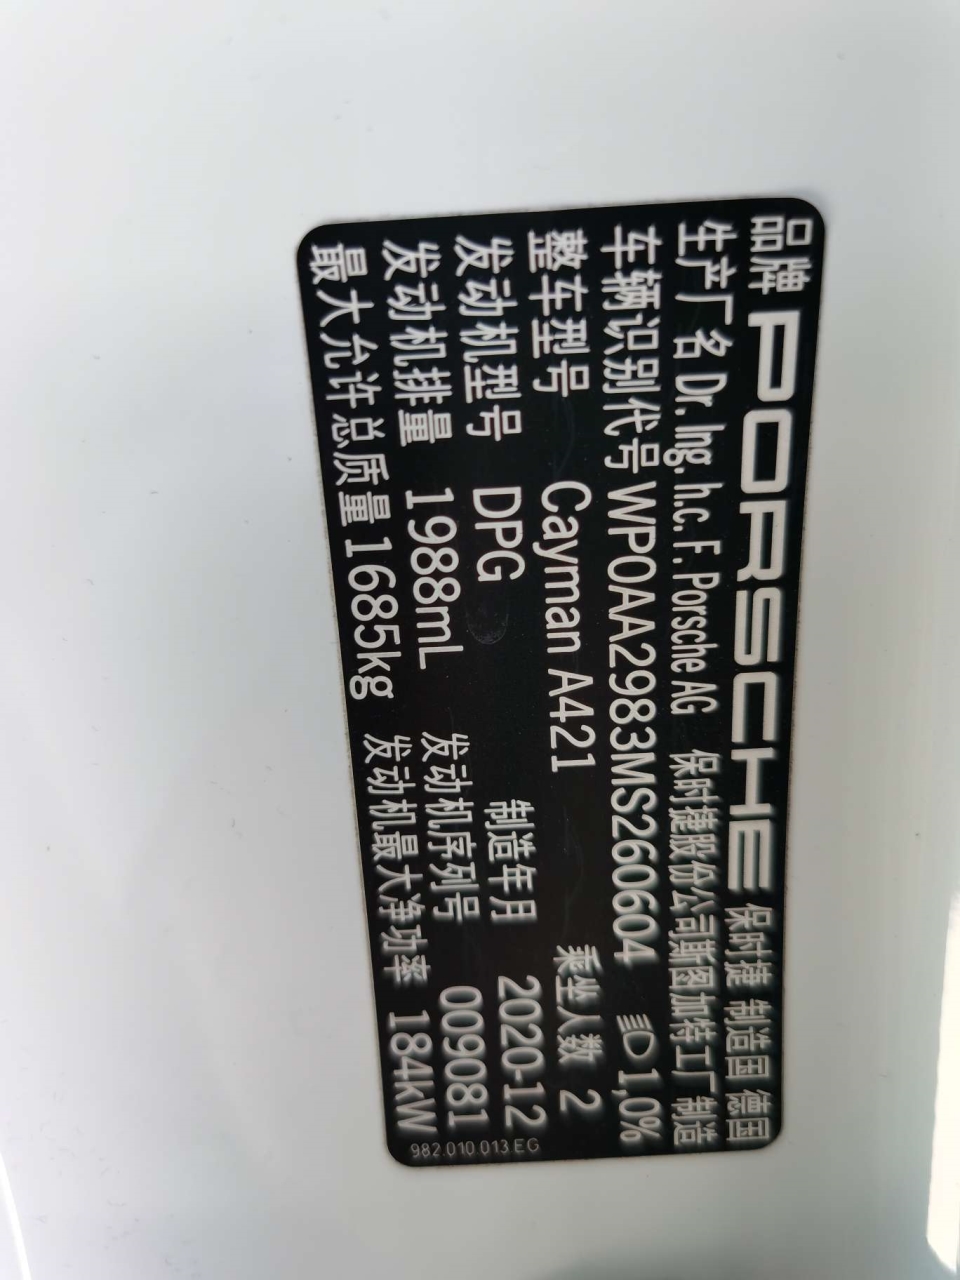 品牌 PORSCHE 保时捷 制造国 德国
生产厂名 Dr. Ing. h.c. F. Porsche AG 保时捷股份公司斯图加特工厂制造
车辆识别代号 WP0AA2983MS260604 1,0%
整车型号 Cayman A421 乘坐人数 2
发动机型号 DPG 制造年月 2020-12
发动机排量 1988mL 发动机序列号 009081
最大允许总质量 1685kg 发动机最大净功率 184kW
982.010.013.EG